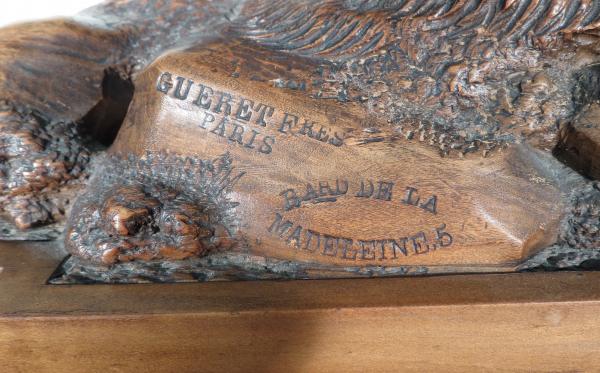 GUERET FRES
PARIS
BARD DE LA
MADELEINE.5